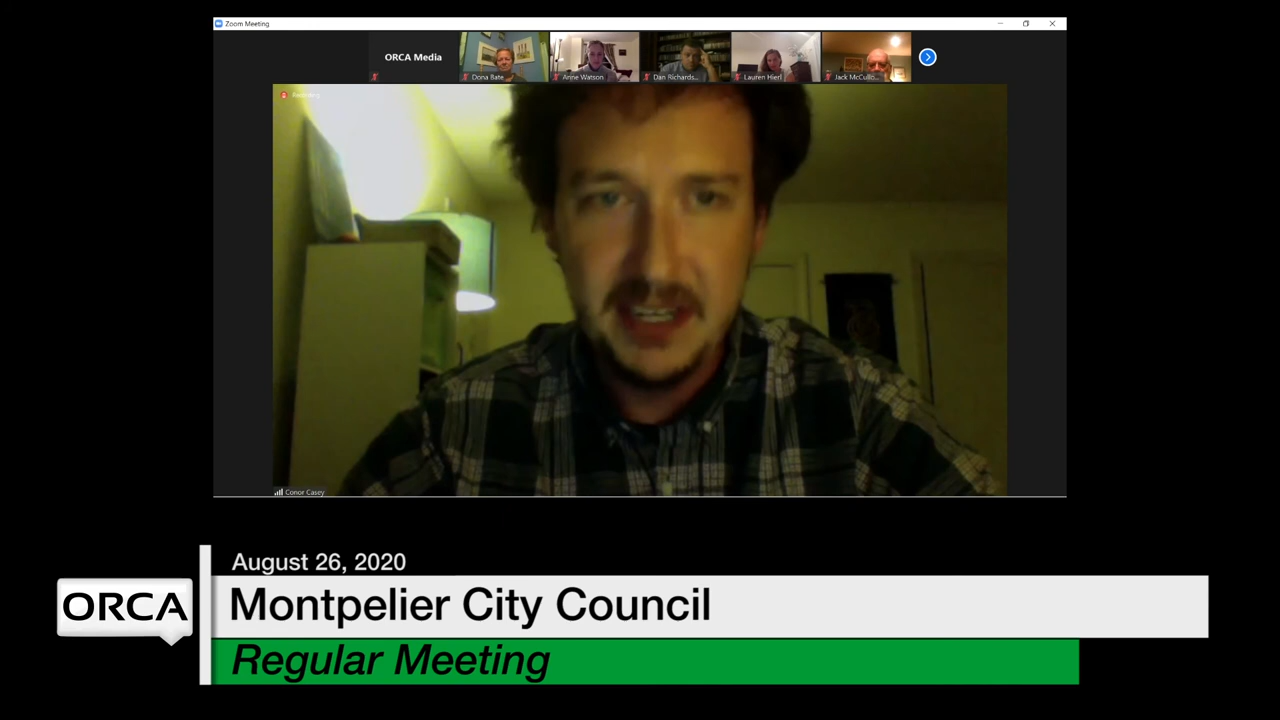 Zoom Meeting
ORCA Media
Dona Bate
Anne Watson
Dan Richards...
Lauren Hierl
Jack McCullo...
Recording
Conor Casey
August 26, 2020
ORCA
Montpelier City Council
Regular Meeting